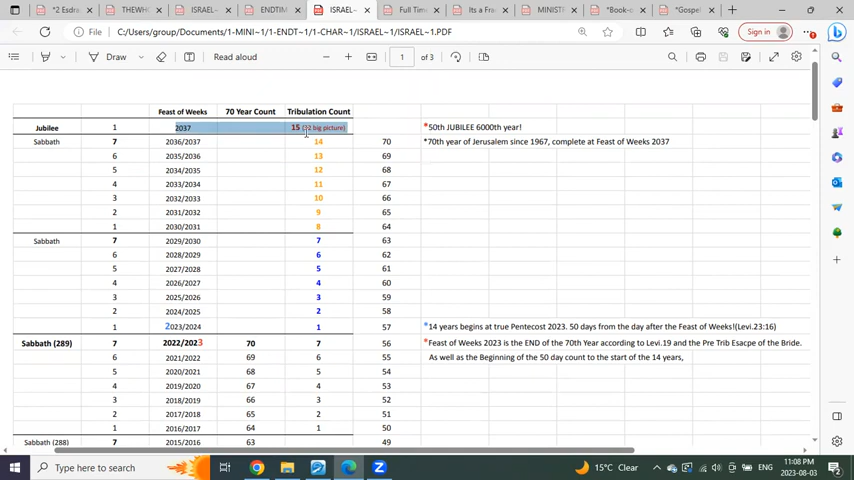 *2 Esdra
THEWHO
ISRAEL~
ENDTIM
ISRAEL~
Full Time
Its a Fra
MINISTR
*Book-o
*Gospel
File
C:/Users/group/Documents/1-MINI~1/1-ENDT~1/1-CHAR~1/ISRAEL~1/ISRAEL~1.PDF
Draw
Read aloud
1 of 3
Feast of Weeks 70 Year Count Tribulation Count
Jubilee 1 2037 15 big picture) *50th JUBILEE 6000th year!
Sabbath 7 2036/2037 14 70 *70th year of Jerusalem since 1967, complete at Feast of Weeks 2037
6 2035/2036 13 69
5 2034/2035 12 68
4 2033/2034 11 67
3 2032/2033 10 66
2 2031/2032 9 65
1 2030/2031 8 64
Sabbath 7 2029/2030 7 63
6 2028/2029 6 62
5 2027/2028 5 61
4 2026/2027 4 60
3 2025/2026 3 59
2 2024/2025 2 58
1 2023/2024 1 57 *14 years begins at true Pentecost 2023. 50 days from the day after the Feast of Weeks!(Levi.23:16)
Sabbath (289) 7 2022/2023 70 7 56 *Feast of Weeks 2023 is the END of the 70th Year according to Levi.19 and the Pre Trib Esacpe of the Bride.
6 2021/2022 69 6 55 As well as the Beginning of the 50 day count to the start of the 14 years,
5 2020/2021 68 5 54
4 2019/2020 67 4 53
3 2018/2019 66 3 52
2 2017/2018 65 2 51
1 2016/2017 64 1 50
Sabbath (288) 7 2015/2016 63 49
Type here to search
15°C Clear
ENG
11:08 PM
2023-08-03
2